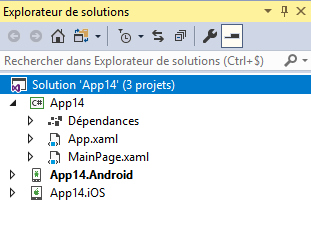 Explorateur de solutions
Rechercher dans Explorateur de solutions (Ctrl+$)
Solution 'App14' (3 projets)
C# App14
Dépendances
App.xaml
MainPage.xaml
App14.Android
App14.iOS